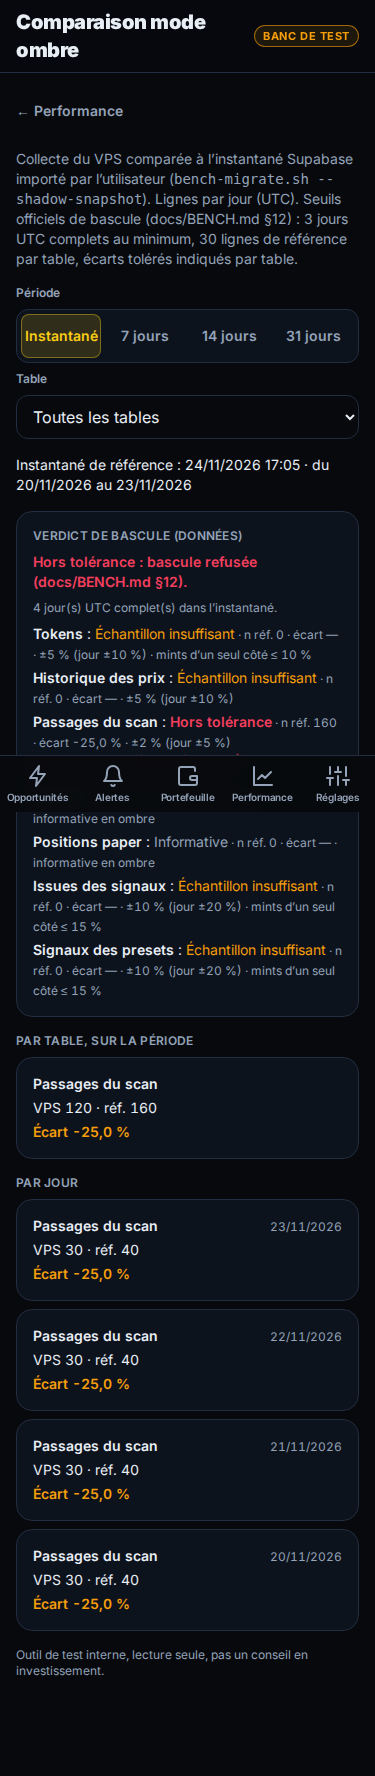 Comparaison mode
ombre
BANC DE TEST
← Performance
Collecte du VPS comparée à l’instantané Supabase
importé par l’utilisateur (bench-migrate.sh --
shadow-snapshot). Lignes par jour (UTC). Seuils
officiels de bascule (docs/BENCH.md §12) : 3 jours
UTC complets au minimum, 30 lignes de référence
par table, écarts tolérés indiqués par table.
Période
Instantané 7 jours 14 jours 31 jours
Table
Toutes les tables
Instantané de référence : 24/11/2026 17:05 · du
20/11/2026 au 23/11/2026
VERDICT DE BASCULE (DONNÉES)
Hors tolérance : bascule refusée
(docs/BENCH.md §12).
4 jour(s) UTC complet(s) dans l’instantané.
Tokens : Échantillon insuffisant · n réf. 0 · écart —
· ±5 % (jour ±10 %) · mints d’un seul côté ≤ 10 %
Historique des prix : Échantillon insuffisant · n
réf. 0 · écart — · ±5 % (jour ±10 %)
Passages du scan : Hors tolérance · n réf. 160
· écart -25,0 % · ±2 % (jour ±5 %)
Opportunités Alertes Portefeuille Performance Réglages
informative en ombre
Positions paper : Informative · n réf. 0 · écart — ·
informative en ombre
Issues des signaux : Échantillon insuffisant · n
réf. 0 · écart — · ±10 % (jour ±20 %) · mints d’un seul
côté ≤ 15 %
Signaux des presets : Échantillon insuffisant · n
réf. 0 · écart — · ±10 % (jour ±20 %) · mints d’un seul
côté ≤ 15 %
PAR TABLE, SUR LA PÉRIODE
Passages du scan
VPS 120 · réf. 160
Écart -25,0 %
PAR JOUR
Passages du scan 23/11/2026
VPS 30 · réf. 40
Écart -25,0 %
Passages du scan 22/11/2026
VPS 30 · réf. 40
Écart -25,0 %
Passages du scan 21/11/2026
VPS 30 · réf. 40
Écart -25,0 %
Passages du scan 20/11/2026
VPS 30 · réf. 40
Écart -25,0 %
Outil de test interne, lecture seule, pas un conseil en
investissement.